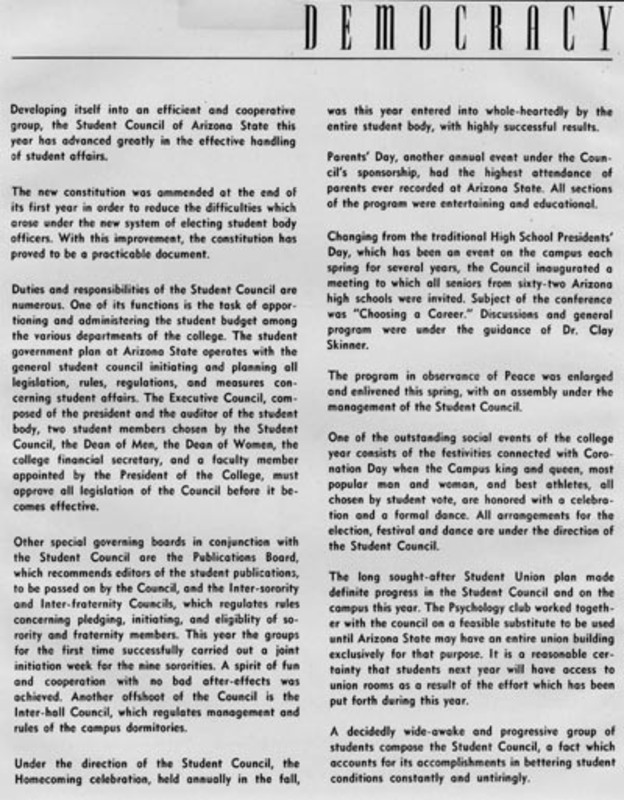 DEMOCRACY
Developing itself into an efficient and cooperative
group, the Student Council of Arizona State this
year has advanced greatly in the effective handling
of student affairs.
The new constitution was ammended at the end of
its first year in order to reduce the difficulties which
arose under the new system of electing student body
officers. With this improvement, the constitution has
proved to be a practicable document.
Duties and responsibilities of the Student Council are
numerous. One of its functions is the task of appor-
tioning and administering the student budget among
the various departments of the college. The student
government plan at Arizona State operates with the
general student council initiating and planning all
legislation, rules, regulations, and measures con-
cerning student affairs. The Executive Council, com-
posed of the president and the auditor of the student
body, two student members chosen by the Student
Council, the Dean of Men, the Dean of Women, the
college financial secretary, and a faculty member
appointed by the President of the College, must
approve all legislation of the Council before it be-
comes effective.
Other special governing boards in conjunction with
the Student Council are the Publications Board,
which recommends editors of the student publications,
to be passed on by the Council, and the Inter-sorority
and Inter-fraternity Councils, which regulates rules
concerning pledging, initiating, and eligiblity of so-
rority and fraternity members. This year the groups
for the first time successfully carried out a joint
initiation week for the nine sororities. A spirit of fun
and cooperation with no bad after-effects was
achieved. Another offshoot of the Council is the
Inter-hall Council, which regulates management and
rules of the campus dormitories.
Under the direction of the Student Council, the
Homecoming celebration, held annually in the fall,
was this year entered into whole-heartedly by the
entire student body, with highly successful results.
Parents' Day, another annual event under the Coun-
cil's sponsorship, had the highest attendance of
parents ever recorded at Arizona State. All sections
of the program were entertaining and educational.
Changing from the traditional High School Presidents'
Day, which has been an event on the campus each
spring for several years, the Council inaugurated a
meeting to which all seniors from sixty-two Arizona
high schools were invited. Subject of the conference
was "Choosing a Career." Discussions and general
program were under the guidance of Dr. Clay
Skinner.
The program in observance of Peace was enlarged
and enlivened this spring, with an assembly under the
management of the Student Council.
One of the outstanding social events of the college
year consists of the festivities connected with Coro-
nation Day when the Campus king and queen, most
popular man and woman, and best athletes, all
chosen by student vote, are honored with a celebra-
tion and a formal dance. All arrangements for the
election, festival and dance are under the direction of
the Student Council.
The long sought-after Student Union plan made
definite progress in the Student Council and on the
campus this year. The Psychology club worked togeth-
er with the council on a feasible substitute to be used
until Arizona State may have an entire union building
exclusively for that purpose. It is a reasonable cer-
tainty that students next year will have access to
union rooms as a result of the effort which has been
put forth during this year.
A decidedly wide-awake and progressive group of
students compose the Student Council, a fact which
accounts for its accomplishments in bettering student
conditions constantly and untiringly.